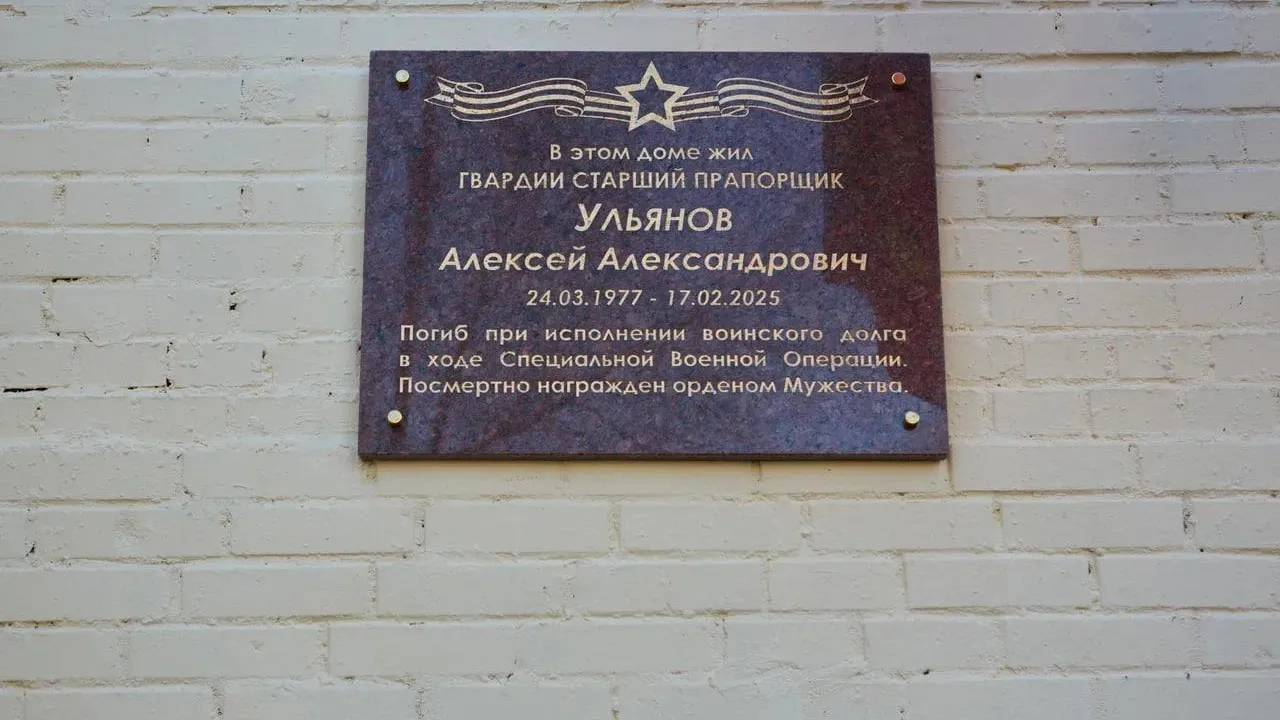 В этом доме жил
ГВАРДИИ СТАРШИЙ ПРАПОРЩИК
УЛЬЯНОВ
Алексей Александрович
24.03.1977 - 17.02.2025
Погиб при исполнении воинского долга
в ходе Специальной Военной Операции.
Посмертно награжден орденом Мужества.